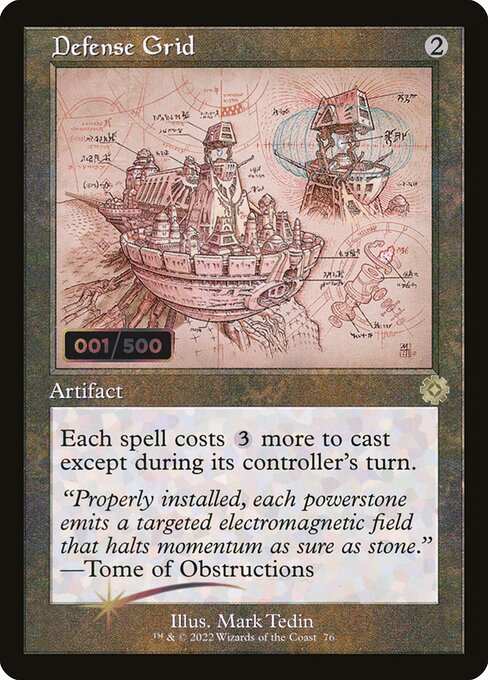 Defense Grid 2
001/500
Artifact
Each spell costs 3 more to cast
except during its controller's turn.
“Properly installed, each powerstone
emits a targeted electromagnetic field
that halts momentum as sure as stone.”
—Tome of Obstructions
Illus. Mark Tedin
™ & © 2022 Wizards of the Coast 76